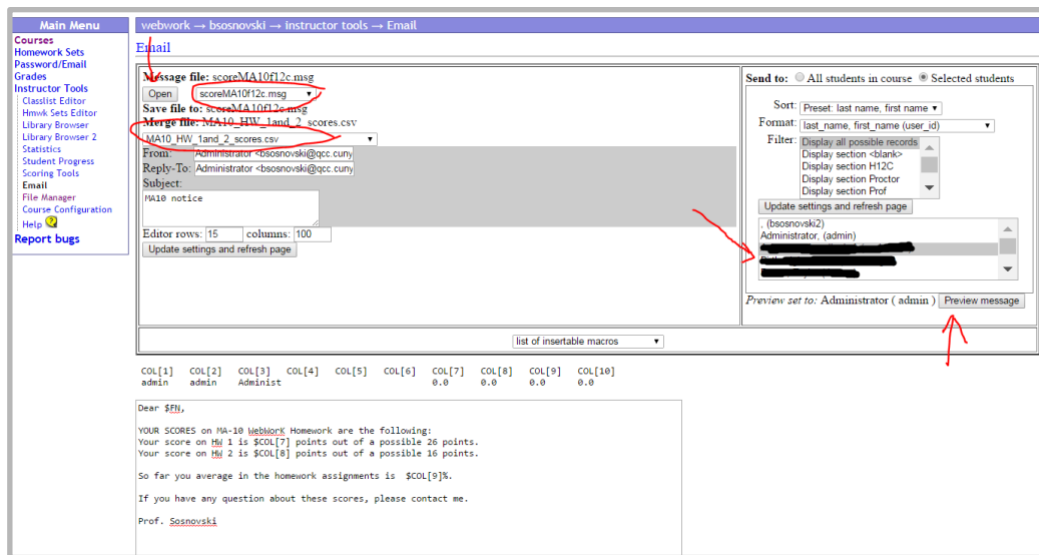 Main Menu
Courses
Homework Sets
Password/Email
Grades
Instructor Tools
Classlist Editor
Hmwk Sets Editor
Library Browser
Library Browser 2
Statistics
Student Progress
Scoring Tools
Email
File Manager
Course Configuration
Help
Report bugs
webwork → bsosnovski → instructor tools → Email
Email
Message file: scoreMA10f12c.msg
Open scoreMA10f12c.msg
Save file to: scoreMA10f12c.msg
Merge file: MA10_HW_1and_2_scores.csv
MA10_HW_1and_2_scores.csv
From: Administrator <bsosnovski@qcc.cuny
Reply-To: Administrator <bsosnovski@qcc.cuny
Subject:
MA10 notice
Editor rows: 15 columns: 100
Update settings and refresh page
Send to: All students in course Selected students
Sort: Preset: last name, first name
Format: last_name, first_name (user_id)
Filter: Display all possible records
Display section <blank>
Display section H12C
Display section Proctor
Display section Prof
Update settings and refresh page
, (bsosnovski2)
Administrator, (admin)
Preview set to: Administrator ( admin ) Preview message
list of insertable macros
COL[1] COL[2] COL[3] COL[4] COL[5] COL[6] COL[7] COL[8] COL[9] COL[10]
admin admin Administ 0.0 0.0 0.0 0.0
Dear $FN,
YOUR SCORES on MA-10 WebWorK Homework are the following:
Your score on HW 1 is $COL[7] points out of a possible 26 points.
Your score on HW 2 is $COL[8] points out of a possible 16 points.
So far you average in the homework assignments is $COL[9]%.
If you have any question about these scores, please contact me.
Prof. Sosnovski